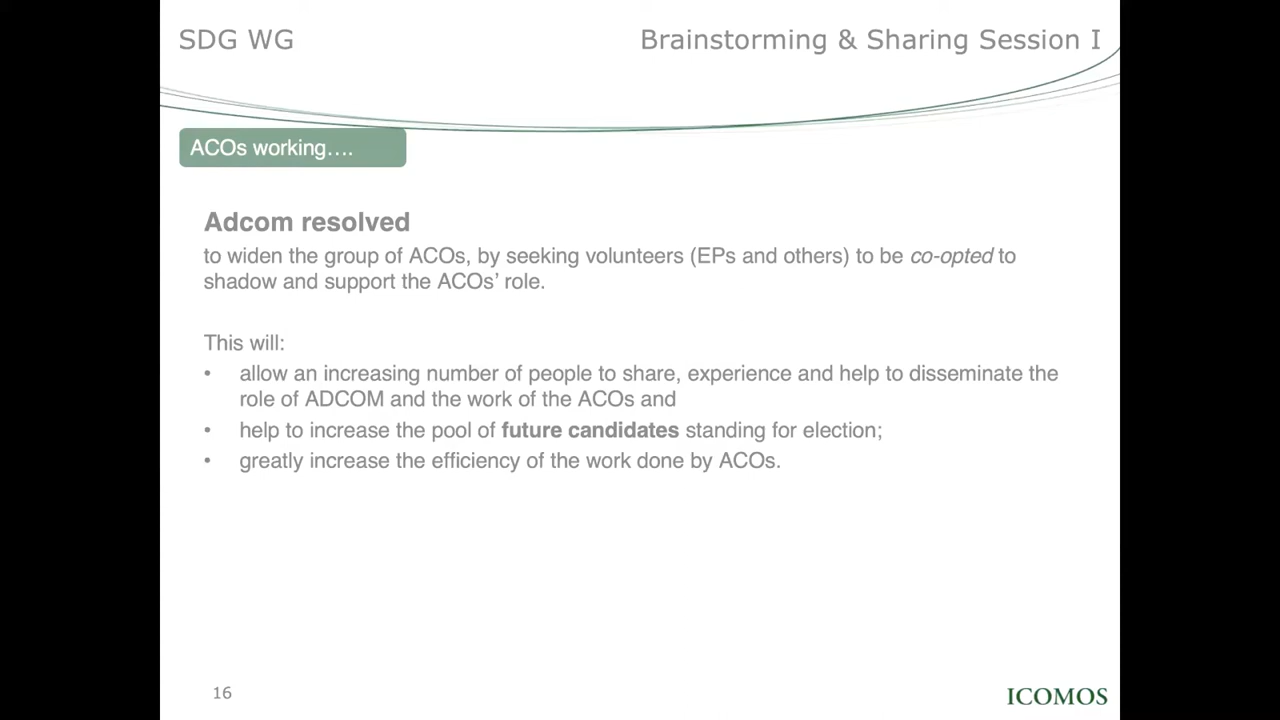 SDG WG
Brainstorming & Sharing Session I
ACOs working….
Adcom resolved
to widen the group of ACOs, by seeking volunteers (EPs and others) to be co-opted to
shadow and support the ACOs’ role.
This will:
• allow an increasing number of people to share, experience and help to disseminate the
role of ADCOM and the work of the ACOs and
• help to increase the pool of future candidates standing for election;
• greatly increase the efficiency of the work done by ACOs.
16
ICOMOS